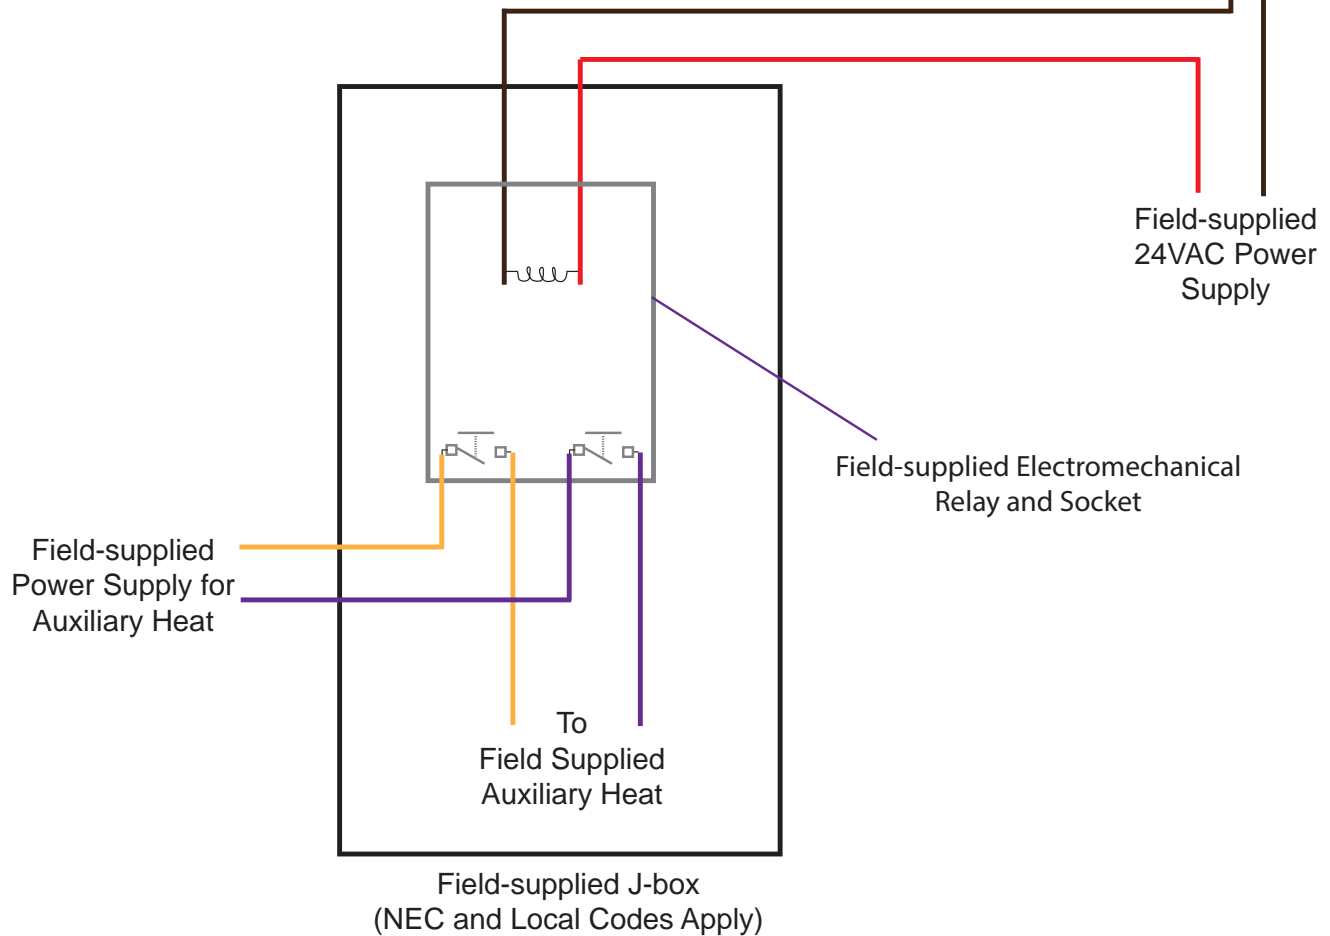 Field-supplied
24VAC Power
Supply
Field-supplied Electromechanical
Relay and Socket
Field-supplied
Power Supply for
Auxiliary Heat
To
Field Supplied
Auxiliary Heat
Field-supplied J-box
(NEC and Local Codes Apply)